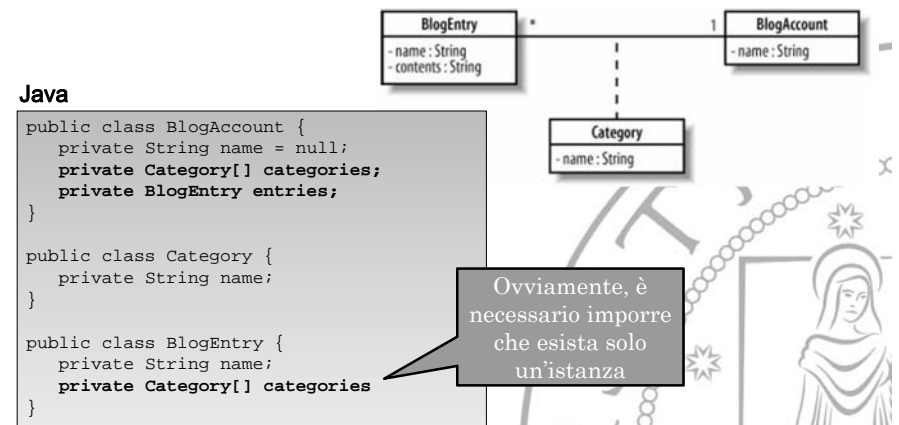 BlogEntry
- name : String
- contents : String
*
1
BlogAccount
- name : String
Category
- name : String
Java
public class BlogAccount {
private String name = null;
private Category[] categories;
private BlogEntry entries;
}
public class Category {
private String name;
}
public class BlogEntry {
private String name;
private Category[] categories
}
Ovviamente, è
necessario imporre
che esista solo
un'istanza